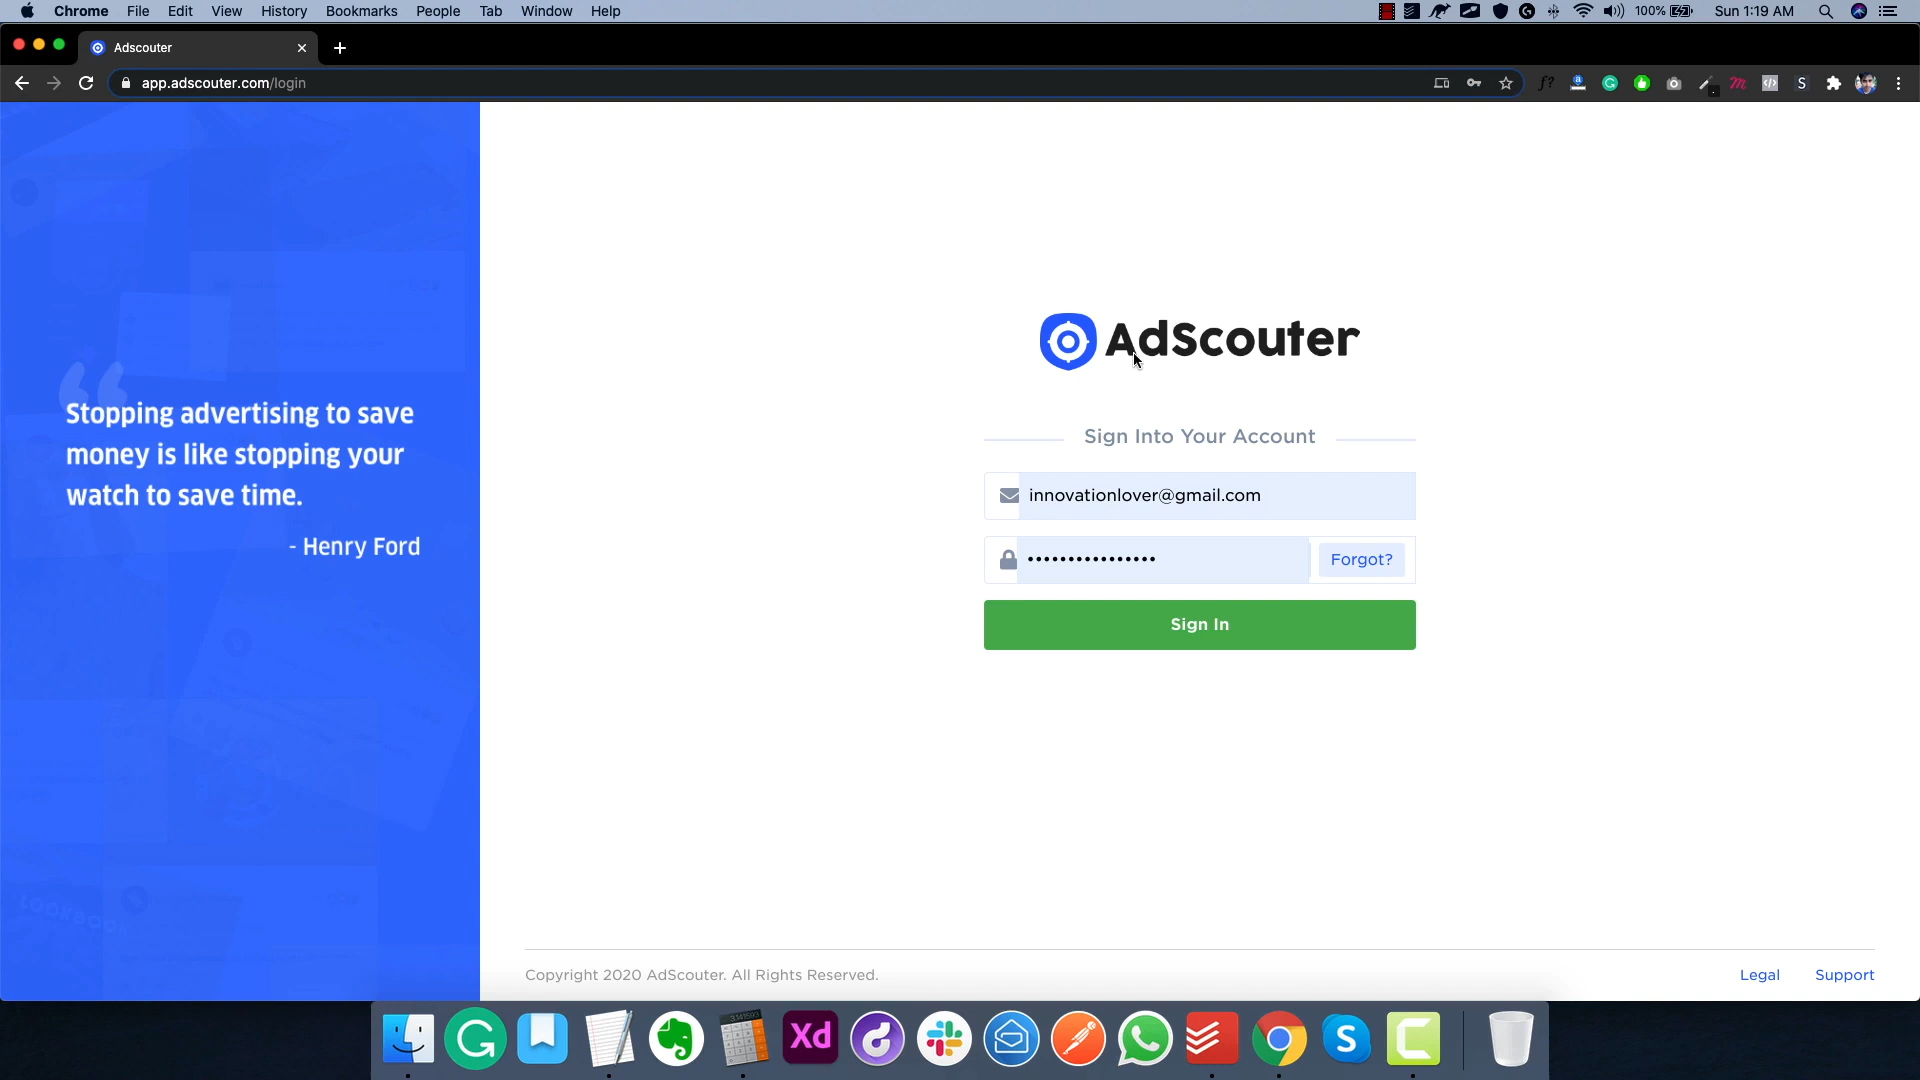 Chrome File Edit View History Bookmarks People Tab Window Help
100% Sun 1:19 AM
Adscouter
app.adscouter.com/login
Stopping advertising to save
money is like stopping your
watch to save time.
- Henry Ford
AdScouter
Sign Into Your Account
innovationlover@gmail.com
Forgot?
Sign In
Copyright 2020 AdScouter. All Rights Reserved.
Legal Support
LOOKBOOK
Xd